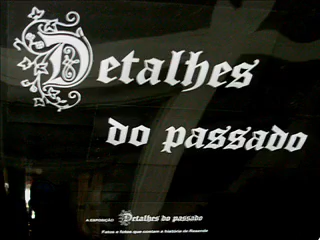 Detalhes
do passado
A EXPOSIÇÃO Detalhes do passado
Fatos e fotos que contam a história de Resende